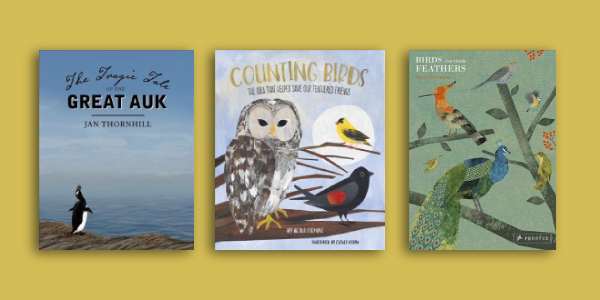 The Tragic Tale
OF THE
GREAT AUK
JAN THORNHILL
COUNTING BIRDS
THE IDEA THAT HELPED SAVE OUR FEATHERED FRIENDS
BY
BIRDS AND THEIR
FEATHERS
PRESTEL